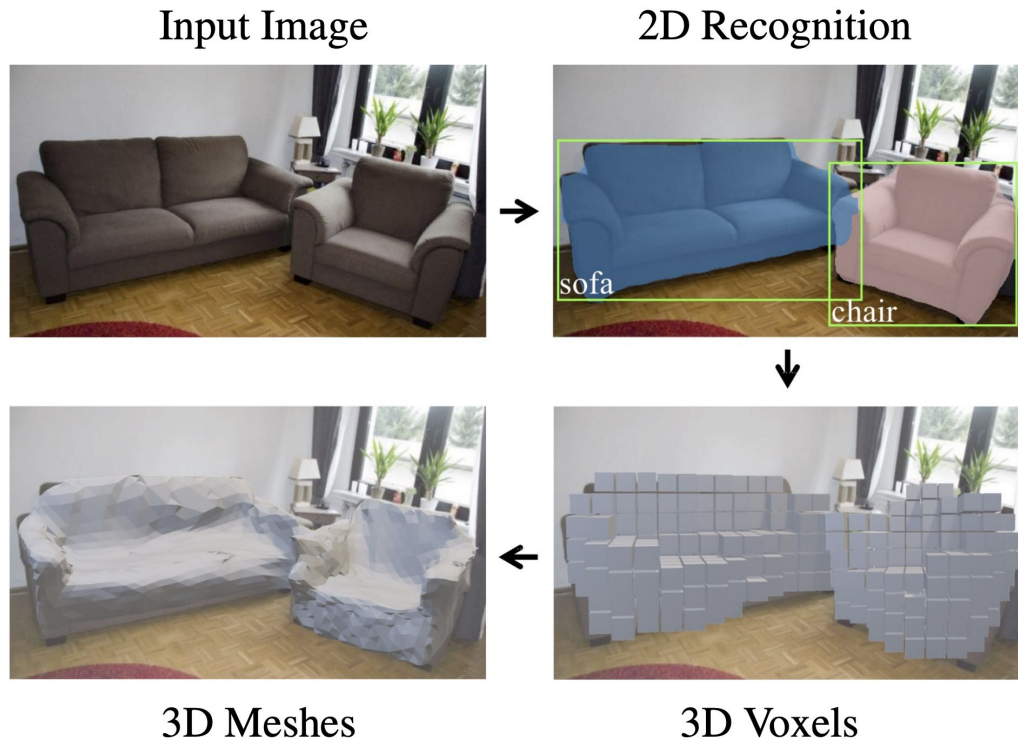 Input Image
2D Recognition
sofa
chair
3D Meshes
3D Voxels